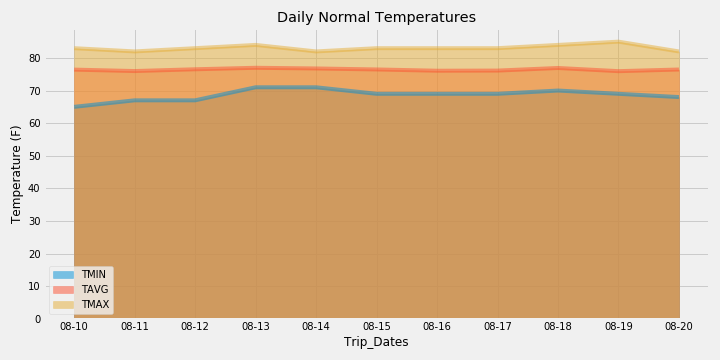 Daily Normal Temperatures
Temperature (F)
80
70
60
50
40
30
20
10
0
TMIN
TAVG
TMAX
08-10 08-11 08-12 08-13 08-14 08-15 08-16 08-17 08-18 08-19 08-20
Trip_Dates